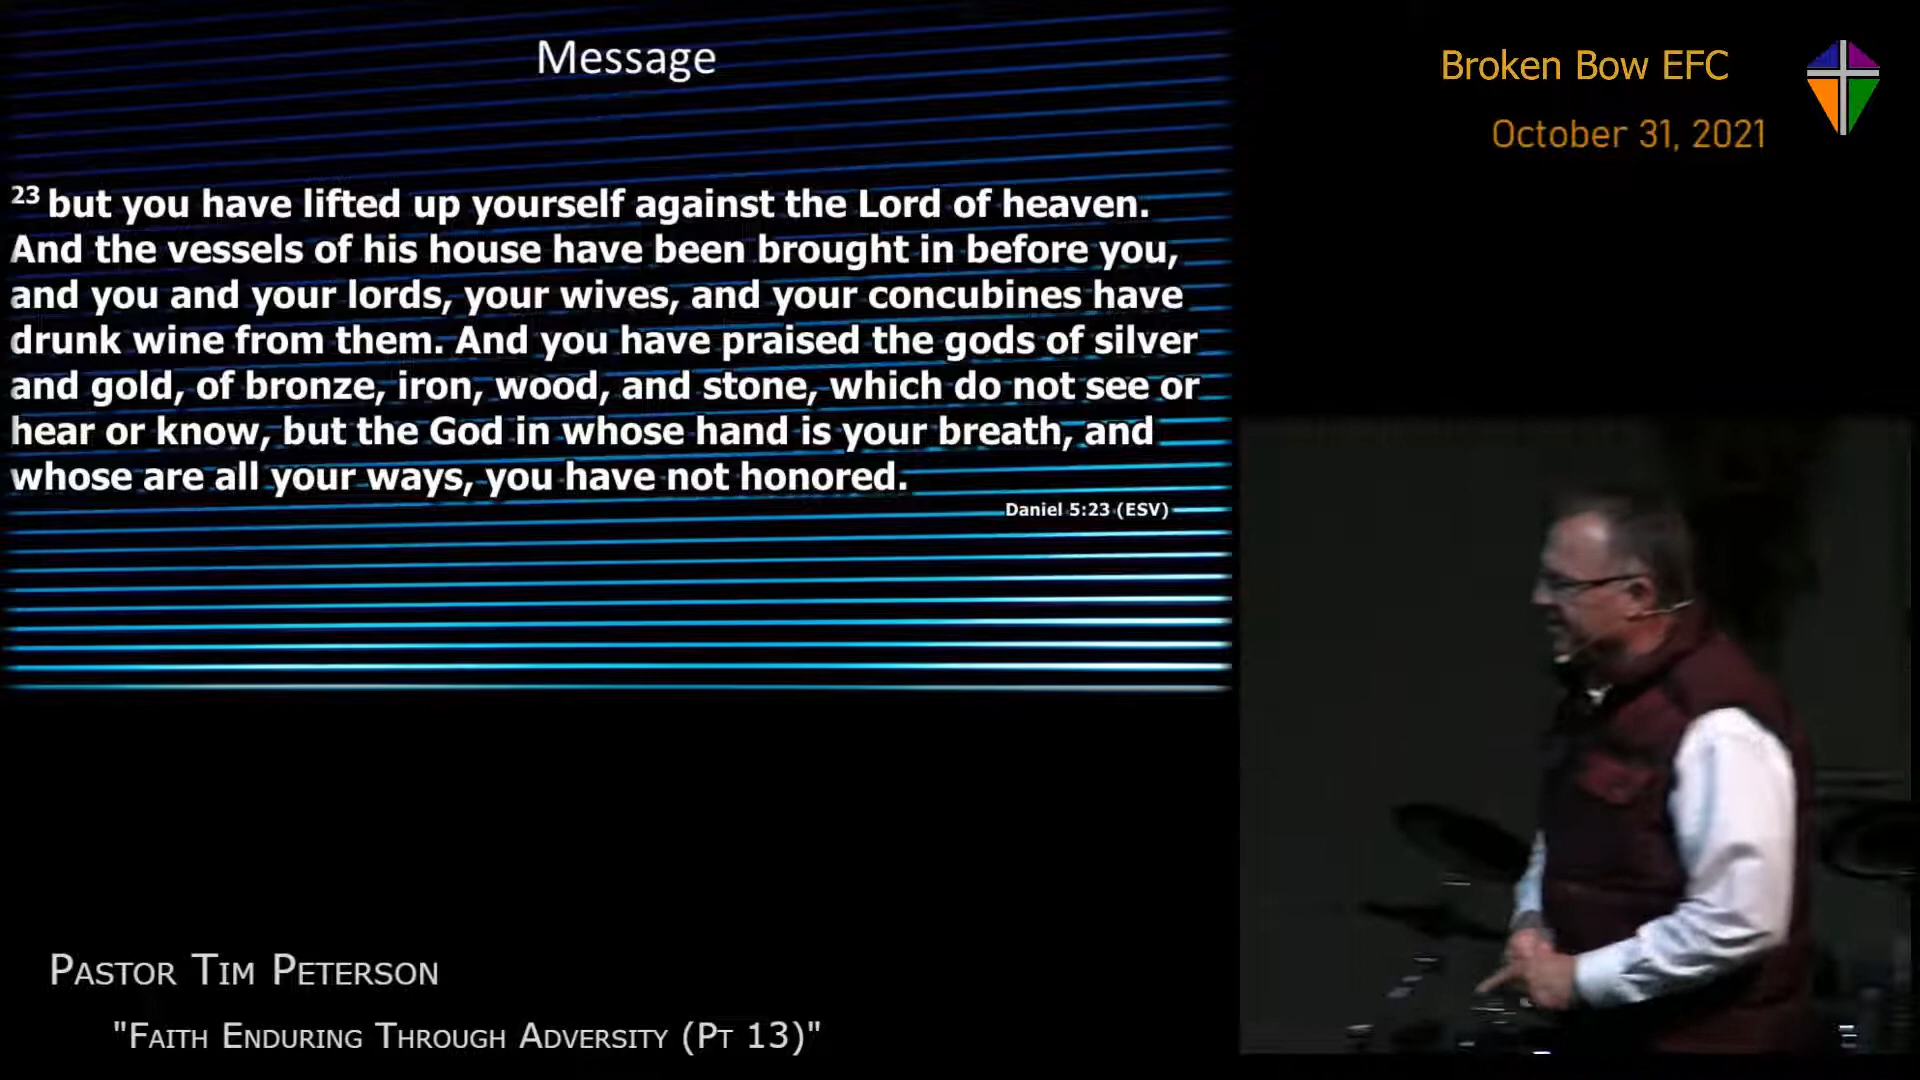 Message
Broken Bow EFC
October 31, 2021
23 but you have lifted up yourself against the Lord of heaven.
And the vessels of his house have been brought in before you,
and you and your lords, your wives, and your concubines have
drunk wine from them. And you have praised the gods of silver
and gold, of bronze, iron, wood, and stone, which do not see or
hear or know, but the God in whose hand is your breath, and
whose are all your ways, you have not honored.
Daniel 5:23 (ESV)
Pastor Tim Peterson
"Faith Enduring Through Adversity (Pt 13)"